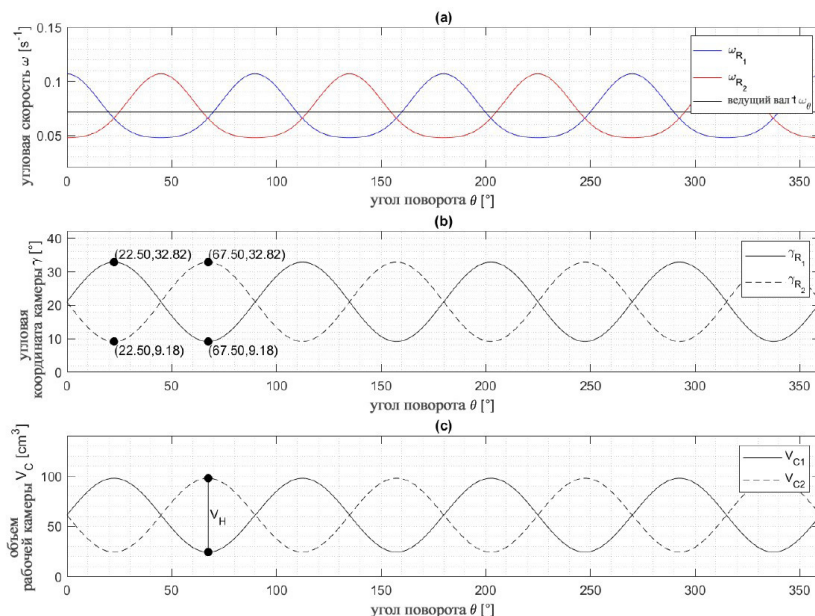 (a)
угловая скорость ω [s⁻¹]
0.1
0.05
ω_R₁
ω_R₂
ведущий вал 1 ω_θ
0 50 100 150 200 250 300 350
угол поворота θ [°]
(b)
угловая
координата камеры γ [°]
40
30
20
10
0
(22.50,32.82)
(67.50,32.82)
(22.50,9.18)
(67.50,9.18)
γ_R₁
γ_R₂
0 50 100 150 200 250 300 350
угол поворота θ [°]
(c)
объем
рабочей камеры V_C [cm³]
100
50
0
V_H
V_C1
V_C2
0 50 100 150 200 250 300 350
угол поворота θ [°]